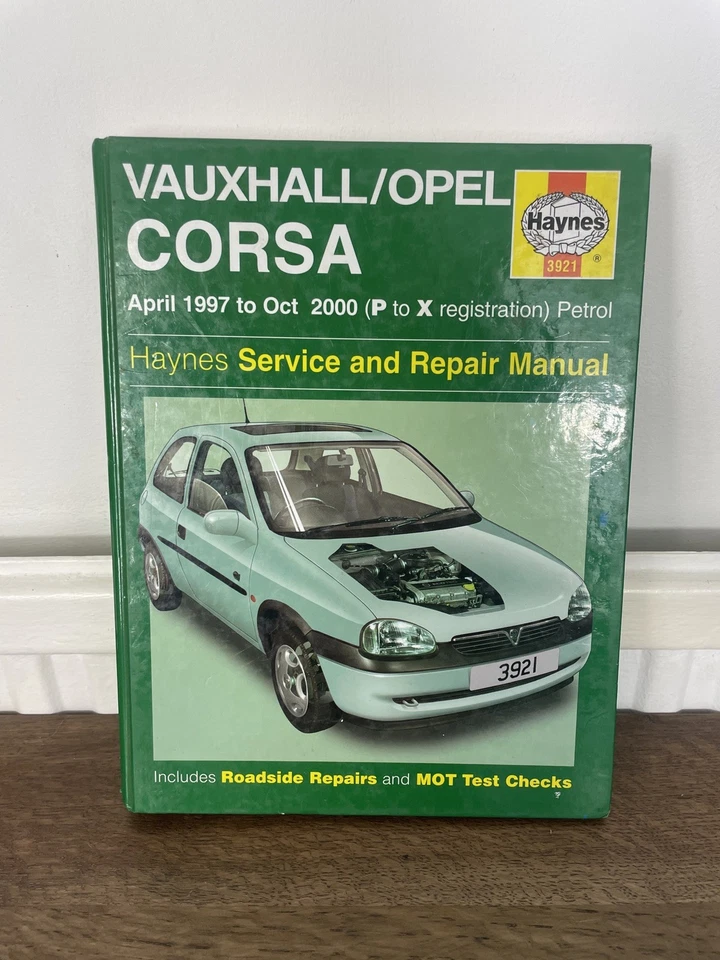 VAUXHALL/OPEL
CORSA
Haynes
3921
®
April 1997 to Oct 2000 (P to X registration) Petrol
Haynes Service and Repair Manual
3921
Includes Roadside Repairs and MOT Test Checks